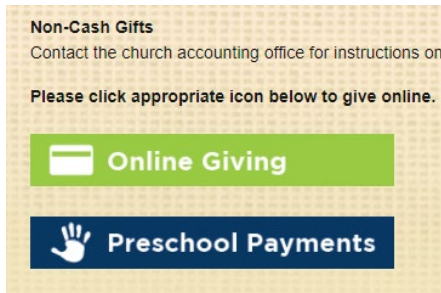 Non-Cash Gifts
Contact the church accounting office for instructions on
Please click appropriate icon below to give online.
Online Giving
Preschool Payments